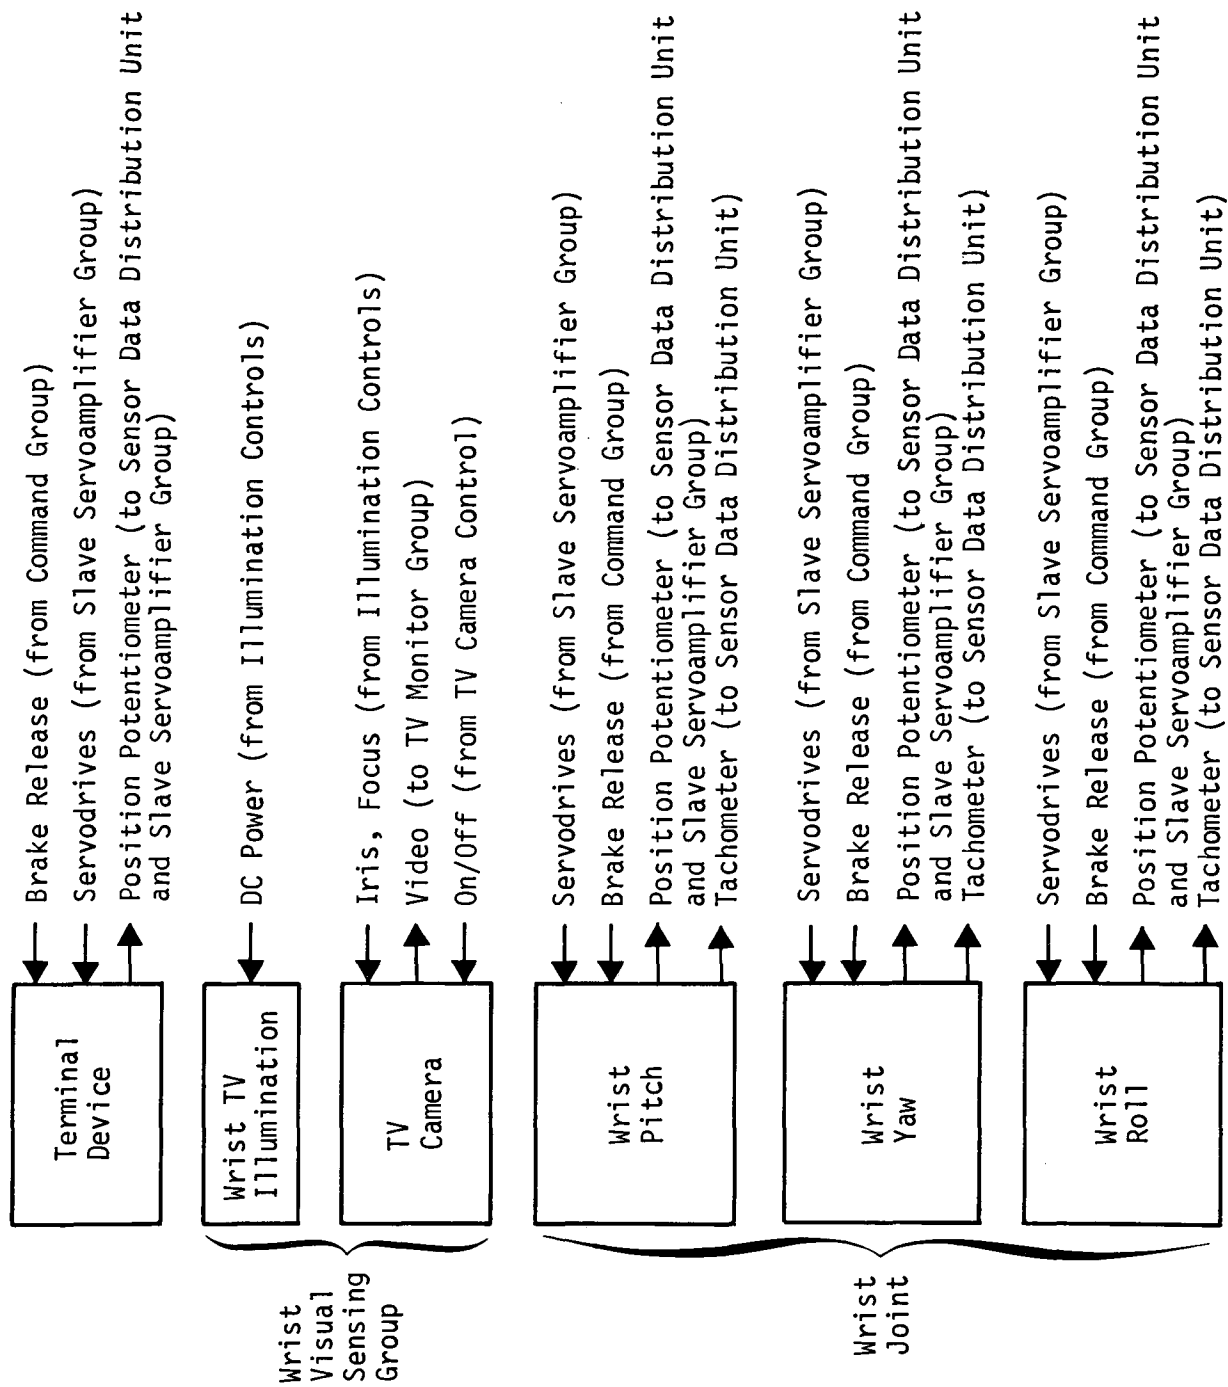 Terminal
Device
Brake Release (from Command Group)
Servodrives (from Slave Servoamplifier Group)
Position Potentiometer (to Sensor Data Distribution Unit
and Slave Servoamplifier Group)
Wrist
Visual
Sensing
Group
Wrist TV
Illumination
DC Power (from Illumination Controls)
TV
Camera
Iris, Focus (from Illumination Controls)
Video (to TV Monitor Group)
On/Off (from TV Camera Control)
Wrist
Joint
Wrist
Pitch
Servodrives (from Slave Servoamplifier Group)
Brake Release (from Command Group)
Position Potentiometer (to Sensor Data Distribution Unit
and Slave Servoamplifier Group)
Tachometer (to Sensor Data Distribution Unit)
Wrist
Yaw
Servodrives (from Slave Servoamplifier Group)
Brake Release (from Command Group)
Position Potentiometer (to Sensor Data Distribution Unit
and Slave Servoamplifier Group)
Tachometer (to Sensor Data Distribution Unit)
Wrist
Roll
Servodrives (from Slave Servoamplifier Group)
Brake Release (from Command Group)
Position Potentiometer (to Sensor Data Distribution Unit
and Slave Servoamplifier Group)
Tachometer (to Sensor Data Distribution Unit)